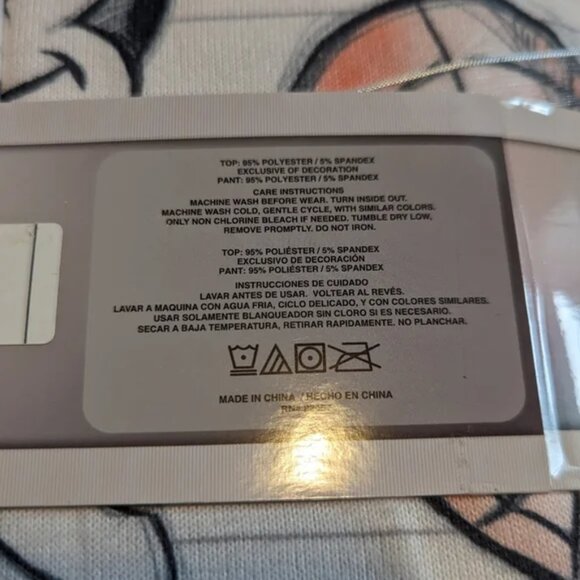 TOP: 95% POLYESTER / 5% SPANDEX
EXCLUSIVE OF DECORATION
PANT: 95% POLYESTER / 5% SPANDEX
CARE INSTRUCTIONS
MACHINE WASH BEFORE WEAR. TURN INSIDE OUT.
MACHINE WASH COLD, GENTLE CYCLE, WITH SIMILAR COLORS.
ONLY NON CHLORINE BLEACH IF NEEDED. TUMBLE DRY LOW,
REMOVE PROMPTLY. DO NOT IRON.
TOP: 95% POLIÉSTER / 5% SPANDEX
EXCLUSIVO DE DECORACIÓN
PANT: 95% POLIÉSTER / 5% SPANDEX
INSTRUCCIONES DE CUIDADO
LAVAR ANTES DE USAR. VOLTEAR AL REVÉS.
LAVAR A MAQUINA CON AGUA FRIA, CICLO DELICADO, Y CON COLORES SIMILARES.
USAR SOLAMENTE BLANQUEADOR SIN CLORO SI ES NECESARIO.
SECAR A BAJA TEMPERATURA, RETIRAR RAPIDAMENTE. NO PLANCHAR.
MADE IN CHINA / HECHO EN CHINA